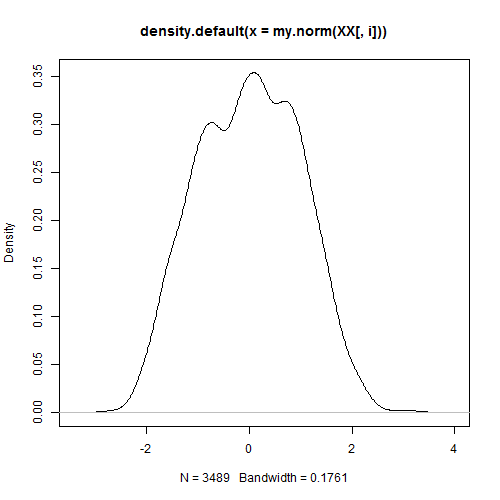 density.default(x = my.norm(XX[, i]))
Density
0.35
0.30
0.25
0.20
0.15
0.10
0.05
0.00
-2 0 2 4
N = 3489 Bandwidth = 0.1761